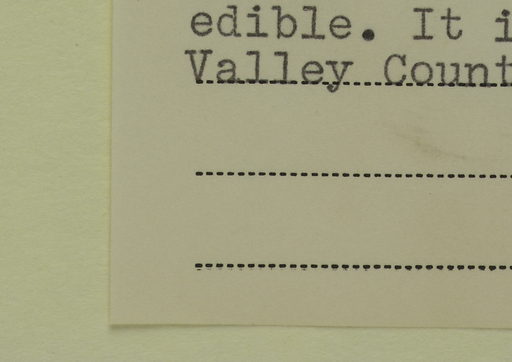 edible. It i
Valley Count